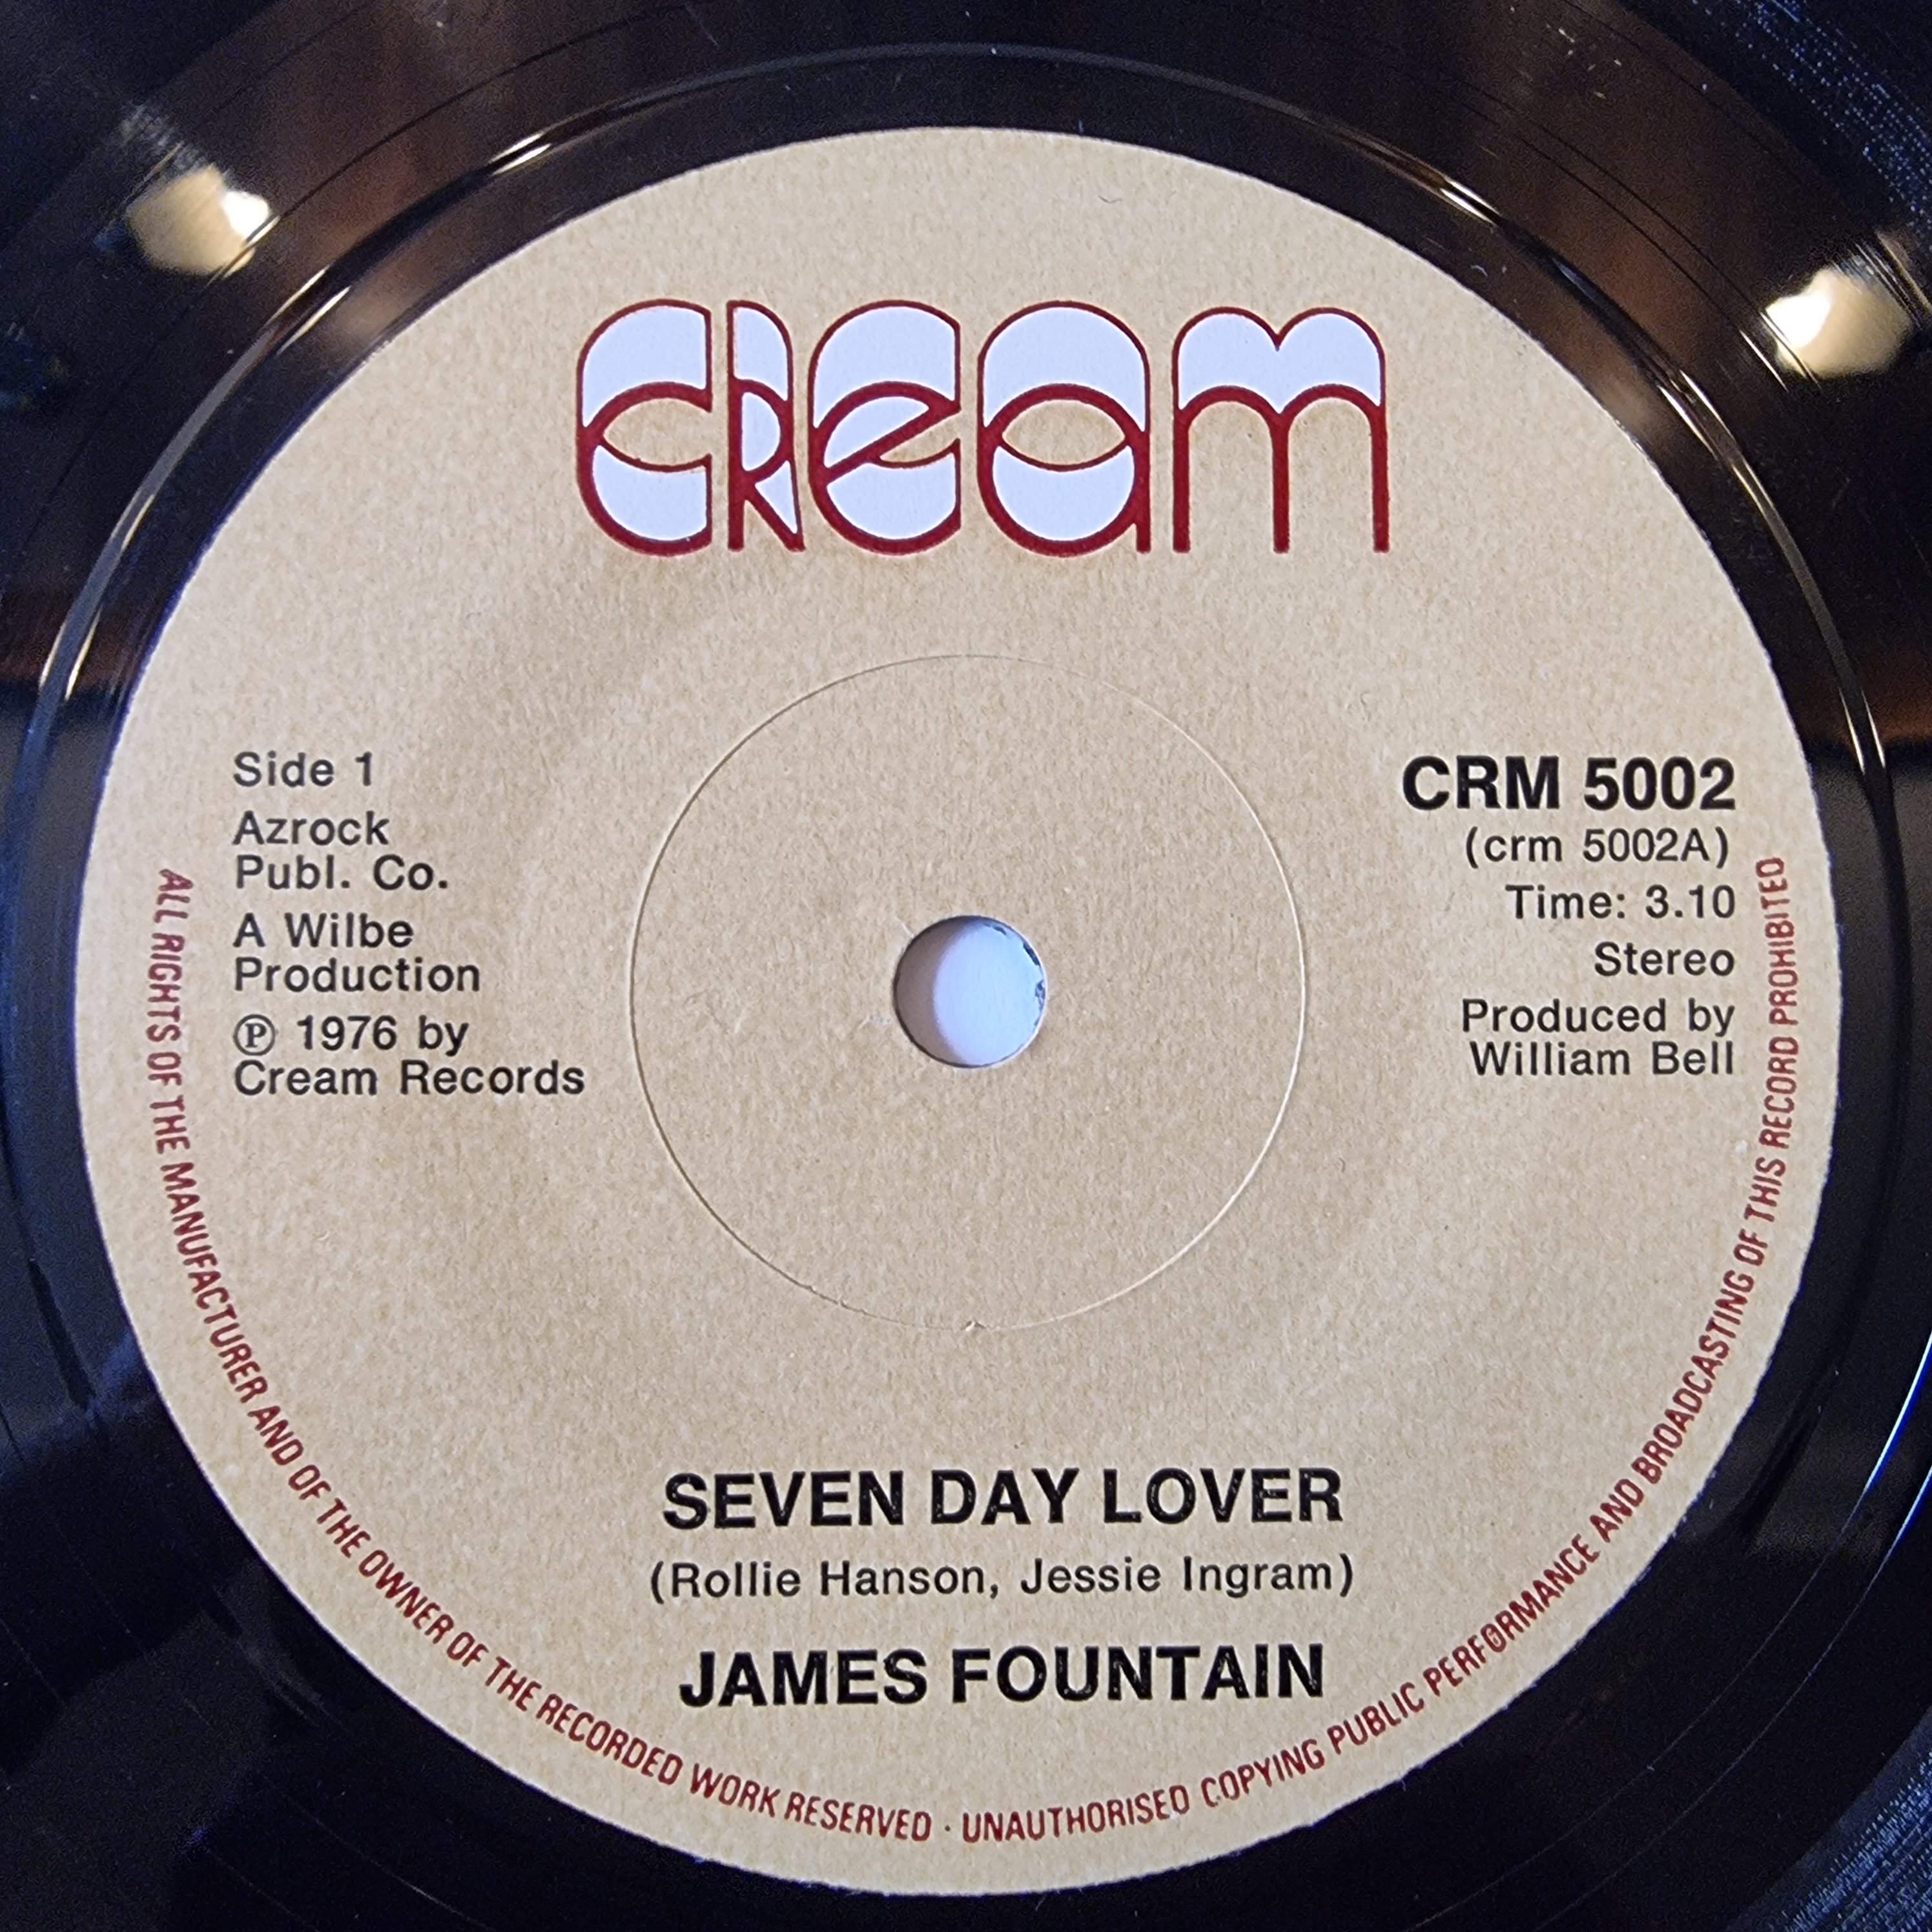 CReam
Side 1
Azrock
Publ. Co.
A Wilbe
Production
℗ 1976 by
Cream Records
CRM 5002
(crm 5002A)
Time: 3.10
Stereo
Produced by
William Bell
SEVEN DAY LOVER
(Rollie Hanson, Jessie Ingram)
JAMES FOUNTAIN
ALL RIGHTS OF THE MANUFACTURER AND OF THE OWNER OF THE RECORDED WORK RESERVED · UNAUTHORISED COPYING PUBLIC PERFORMANCE AND BROADCASTING OF THIS RECORD PROHIBITED